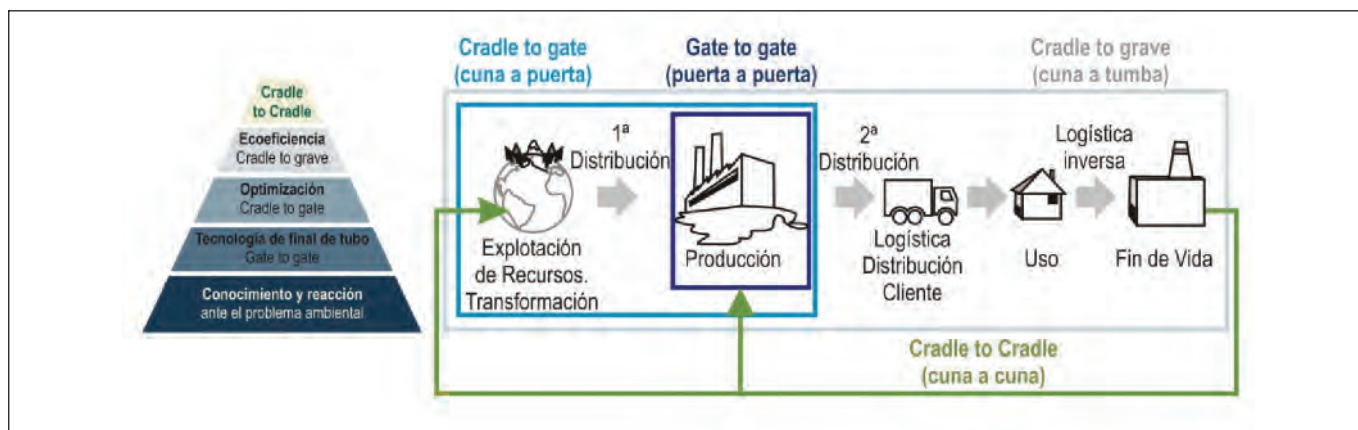 Cradle
to Cradle
Ecoeficiencia
Cradle to grave
Optimización
Cradle to gate
Tecnología de final de tubo
Gate to gate
Conocimiento y reacción
ante el problema ambiental
Cradle to gate
(cuna a puerta)
Gate to gate
(puerta a puerta)
Cradle to grave
(cuna a tumba)
1ª
Distribución
2ª
Distribución
Logística
inversa
Explotación
de Recursos.
Transformación
Producción
Logística
Distribución
Cliente
Uso
Fin de Vida
Cradle to Cradle
(cuna a cuna)